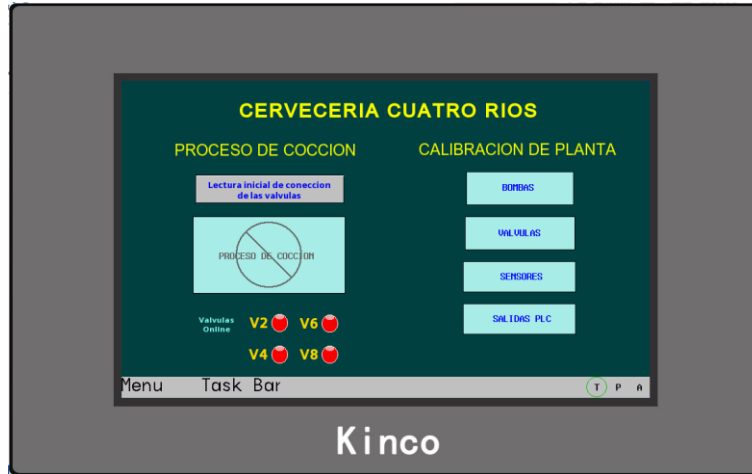 CERVECERIA CUATRO RIOS
PROCESO DE COCCION
Lectura inicial de coneccion
de las valvulas
PROCESO DE COCCION
Valvulas
Online
V2 V6
V4 V8
CALIBRACION DE PLANTA
BOMBAS
VALVULAS
SENSORES
SALIDAS PLC
Menu Task Bar T P A
Kinco